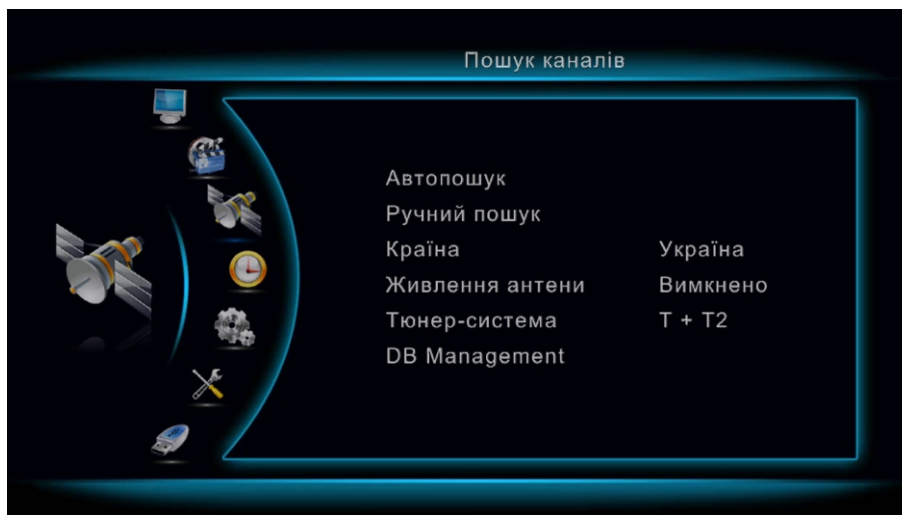 Пошук каналів
Автопошук
Ручний пошук
Країна Україна
Живлення антени Вимкнено
Тюнер-система T + T2
DB Management